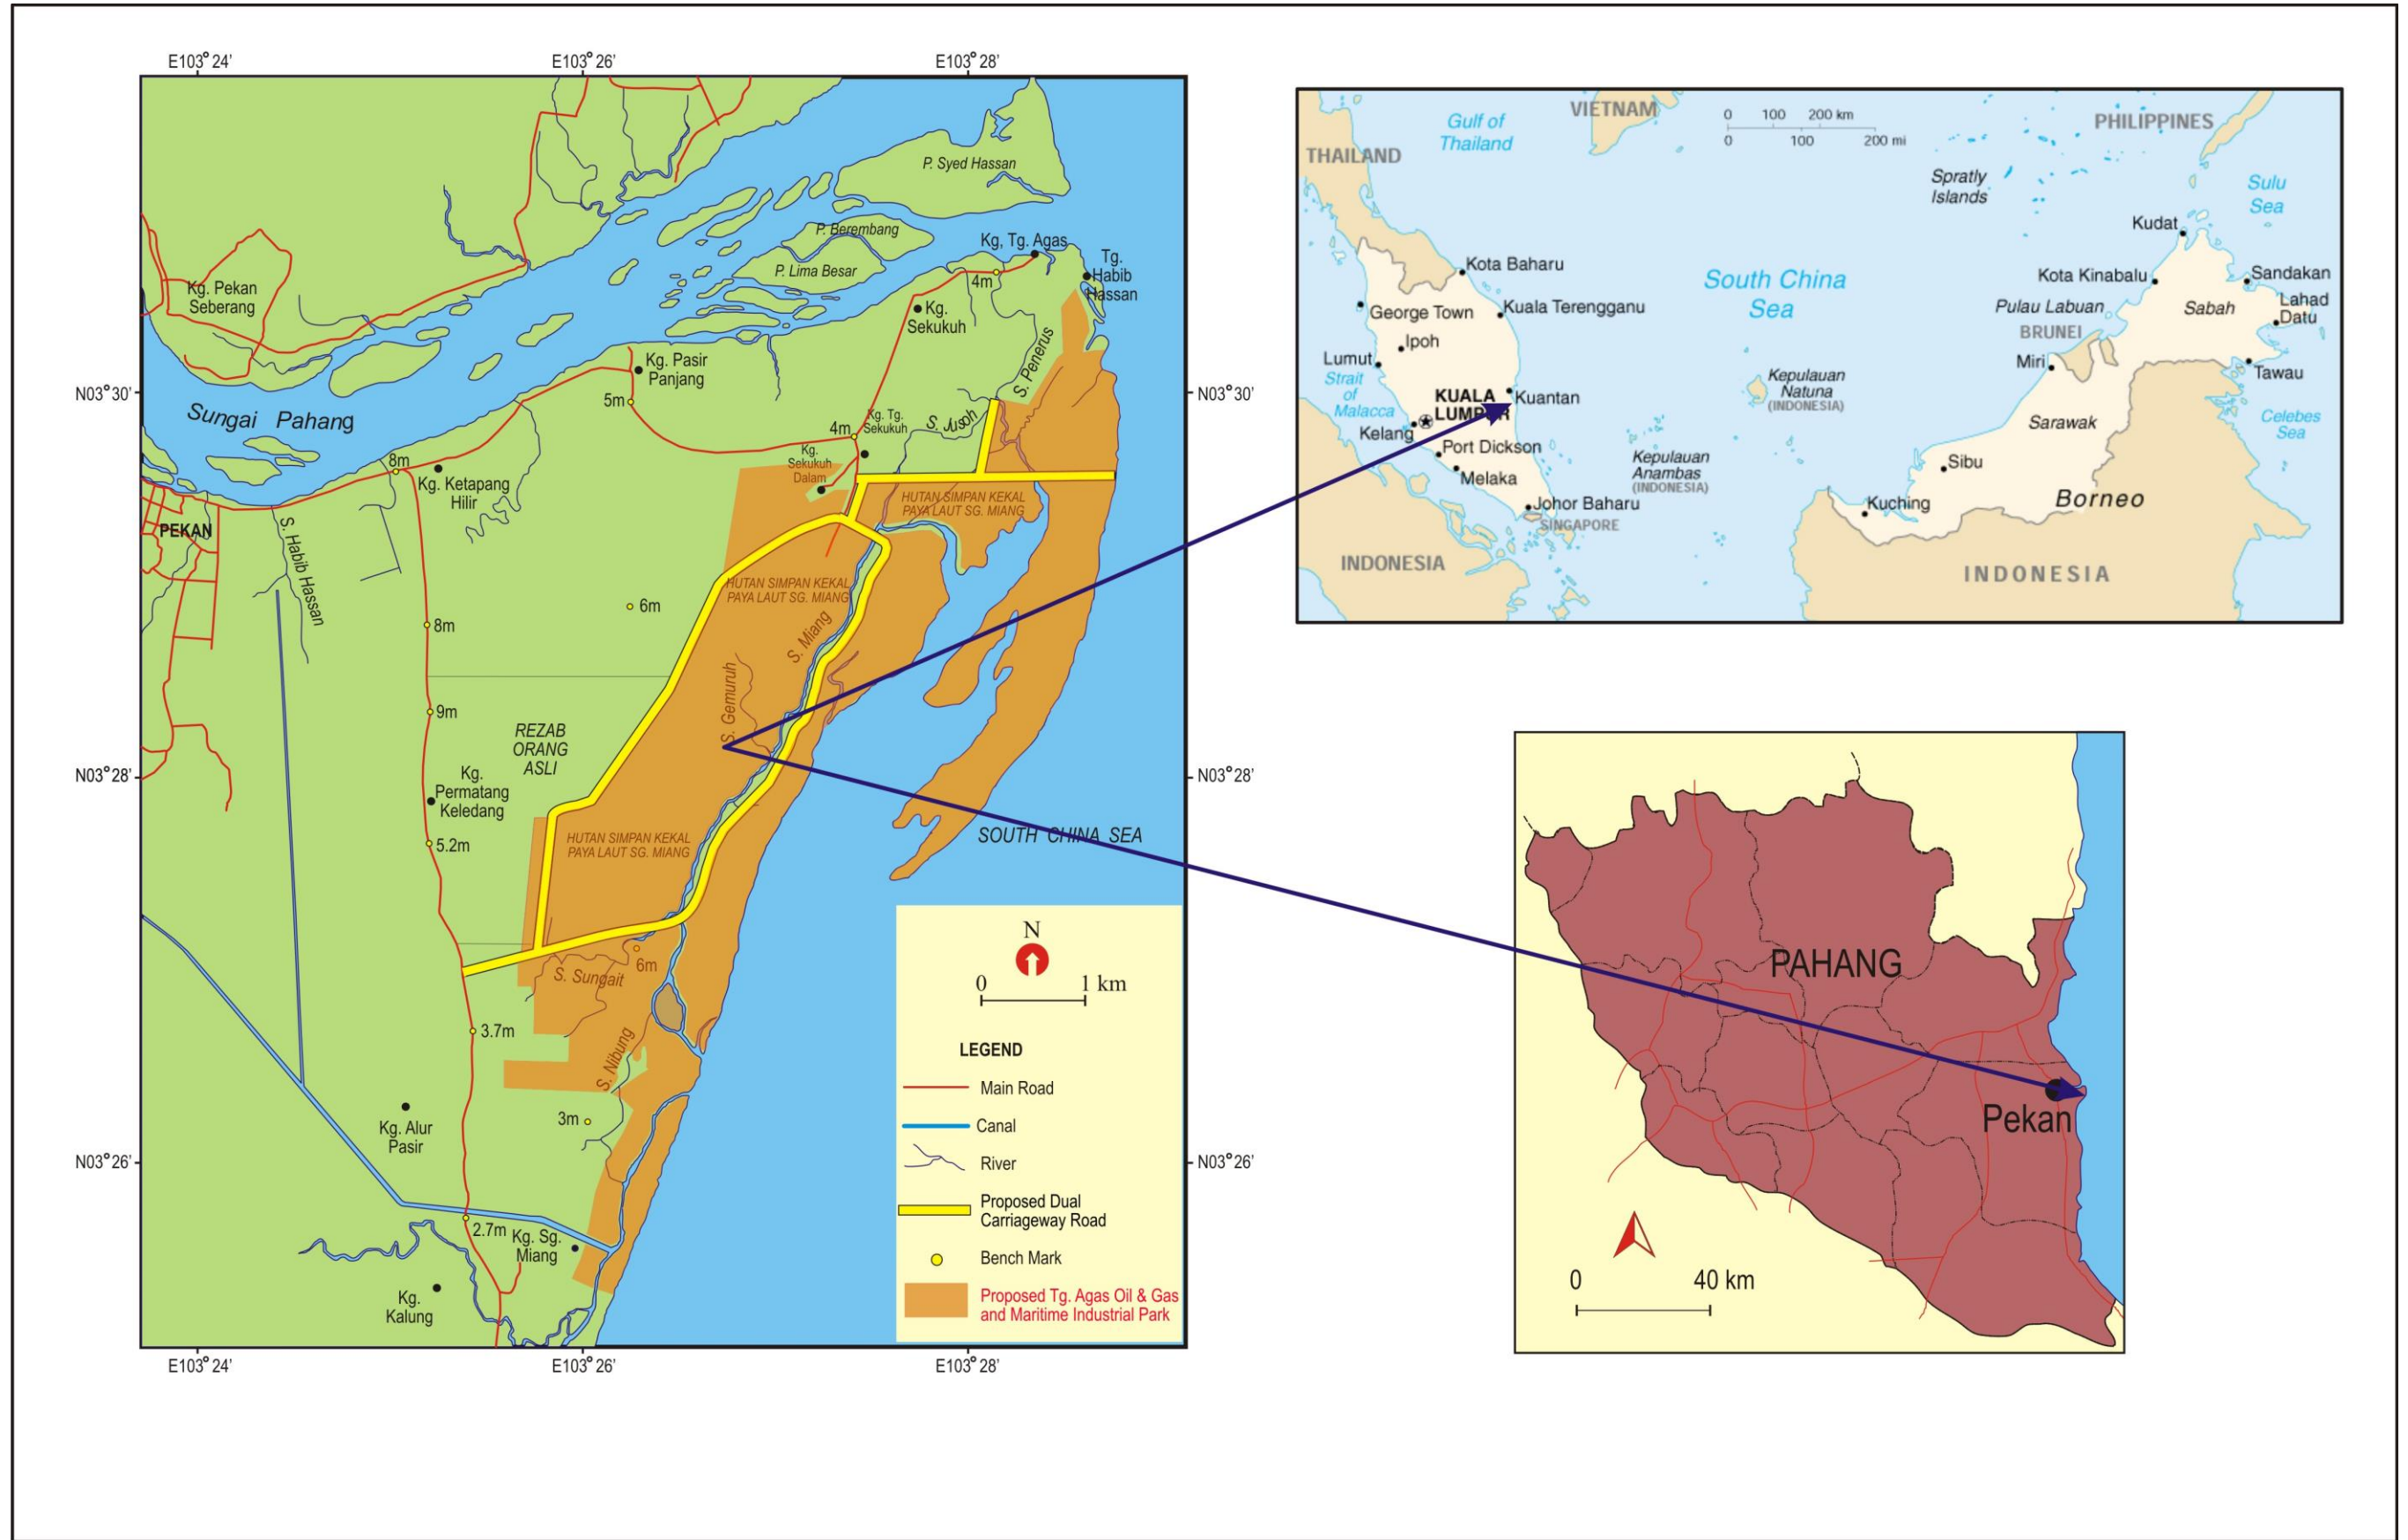 E103° 24'
E103° 26'
E103° 28'
P. Syed Hassan
P. Berembang
Kg, Tg. Agas
Tg.
Habib
Hassan
P. Lima Besar
4m
Kg. Pekan
Seberang
Kg.
Sekukuh
S. Penerus
Kg. Pasir
Panjang
N03° 30'
N03° 30'
5m
Sungai Pahang
Kg. Tg.
Sekukuh
S. Jusoh
4m
8m
Kg.
Sekukuh
Dalam
Kg. Ketapang
Hilir
HUTAN SIMPAN KEKAL
PAYA LAUT SG. MIANG
PEKAN
S. Habib Hassan
HUTAN SIMPAN KEKAL
PAYA LAUT SG. MIANG
6m
8m
S. Miang
S. Gemuruh
9m
REZAB
ORANG
ASLI
N03° 28'
N03° 28'
Kg.
Permatang
Keledang
5.2m
HUTAN SIMPAN KEKAL
PAYA LAUT SG. MIANG
SOUTH CHINA SEA
6m
S. Sungait
3.7m
S. Nibung
3m
Kg. Alur
Pasir
N03° 26'
N03° 26'
2.7m
Kg. Sg.
Miang
Kg.
Kalung
E103° 24'
E103° 26'
E103° 28'
N
0 1 km
LEGEND
Main Road
Canal
River
Proposed Dual
Carriageway Road
Bench Mark
Proposed Tg. Agas Oil & Gas
and Maritime Industrial Park
VIETNAM
0 100 200 km
0 100 200 mi
PHILIPPINES
Gulf of
Thailand
THAILAND
Spratly
Islands
Sulu
Sea
Kudat
Kota Baharu
South China
Sea
Kota Kinabalu
Sandakan
George Town
Kuala Terengganu
Pulau Labuan
Sabah
Lahad
Datu
BRUNEI
Ipoh
Lumut
Miri
Tawau
Strait
of
Malacca
Kepulauan
Natuna
(INDONESIA)
KUALA
LUMPUR
Kuantan
Celebes
Sea
Kelang
Sarawak
Port Dickson
Kepulauan
Anambas
(INDONESIA)
Sibu
Melaka
Borneo
Johor Baharu
Kuching
SINGAPORE
INDONESIA
INDONESIA
PAHANG
Pekan
0 40 km